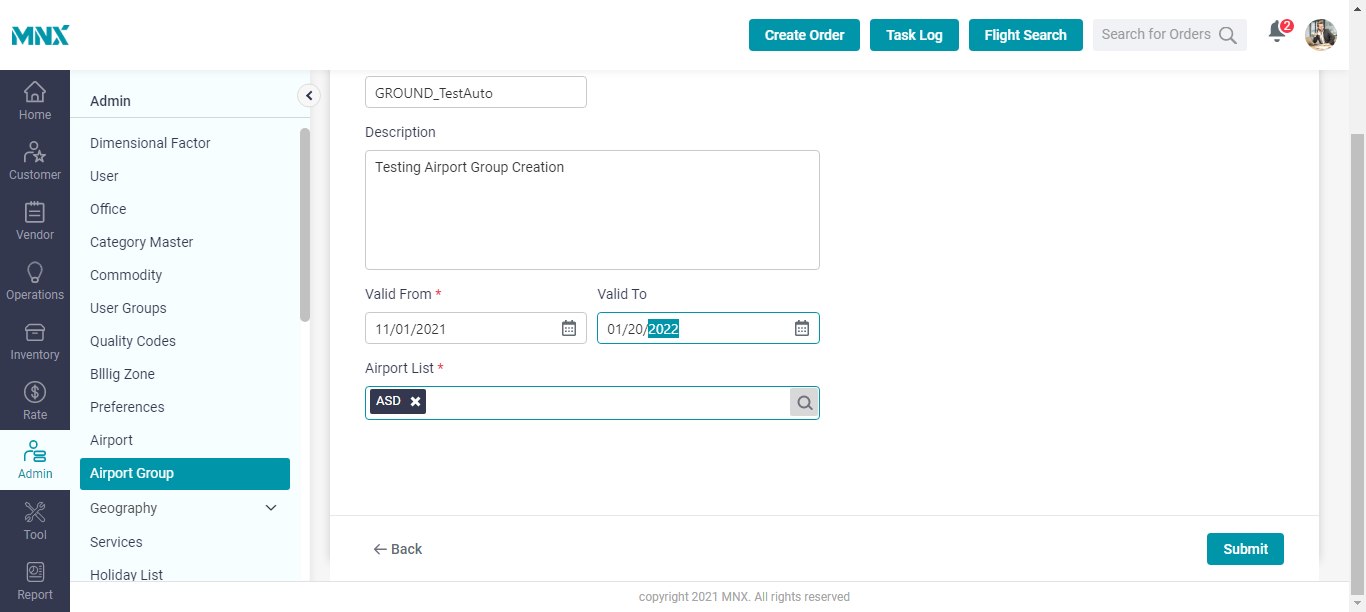 MNX
Create Order
Task Log
Flight Search
Search for Orders
2
Home
Customer
Vendor
Operations
Inventory
Rate
Admin
Tool
Report
Admin
Dimensional Factor
User
Office
Category Master
Commodity
User Groups
Quality Codes
Bllig Zone
Preferences
Airport
Airport Group
Geography
Services
Holiday List
GROUND_TestAuto
Description
Testing Airport Group Creation
Valid From *
Valid To
11/01/2021
01/20/2022
Airport List *
ASD
Back
Submit
copyright 2021 MNX. All rights reserved